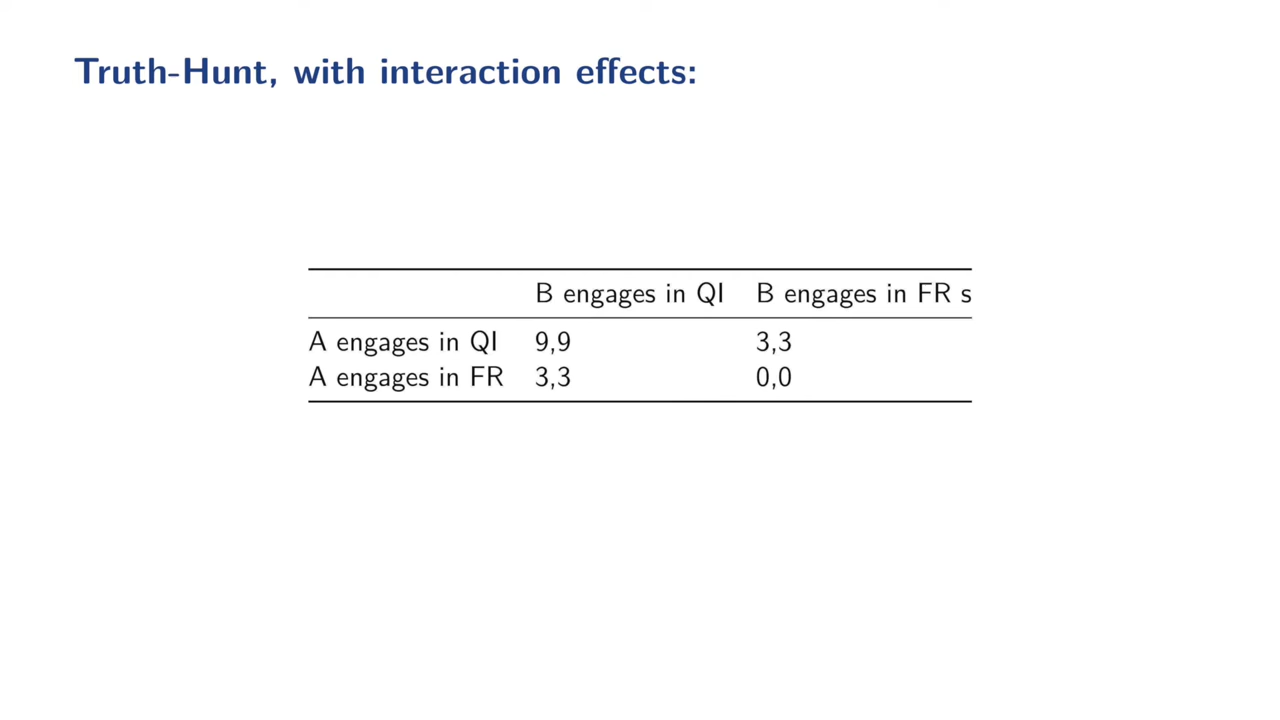 Truth-Hunt, with interaction effects:
B engages in QI B engages in FR s
A engages in QI 9,9 3,3
A engages in FR 3,3 0,0